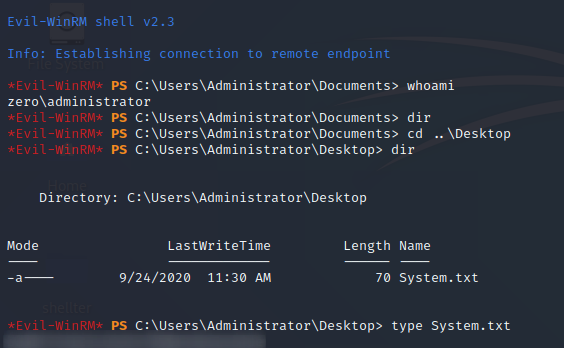 Evil-WinRM shell v2.3
Info: Establishing connection to remote endpoint
*Evil-WinRM* PS C:\Users\Administrator\Documents> whoami
zero\administrator
*Evil-WinRM* PS C:\Users\Administrator\Documents> dir
*Evil-WinRM* PS C:\Users\Administrator\Documents> cd ..\Desktop
*Evil-WinRM* PS C:\Users\Administrator\Desktop> dir
Directory: C:\Users\Administrator\Desktop
Mode LastWriteTime Length Name
---- ------------- ------ ----
-a---- 9/24/2020 11:30 AM 70 System.txt
*Evil-WinRM* PS C:\Users\Administrator\Desktop> type System.txt